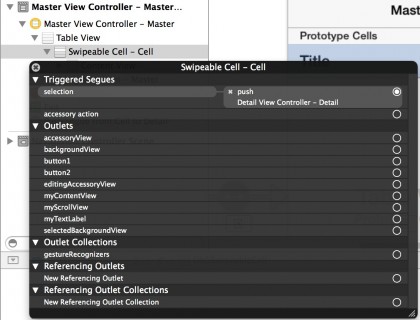 Master View Controller – Master...
Mast
Master View Controller – Master
Table View
Prototype Cells
Swipeable Cell – Cell
Title
Swipeable Cell – Cell
Triggered Segues
selection
push
Detail View Controller – Detail
accessory action
Outlets
accessoryView
backgroundView
button1
button2
editingAccessoryView
myContentView
myScrollView
myTextLabel
selectedBackgroundView
Outlet Collections
gestureRecognizers
Referencing Outlets
New Referencing Outlet
Referencing Outlet Collections
New Referencing Outlet Collection